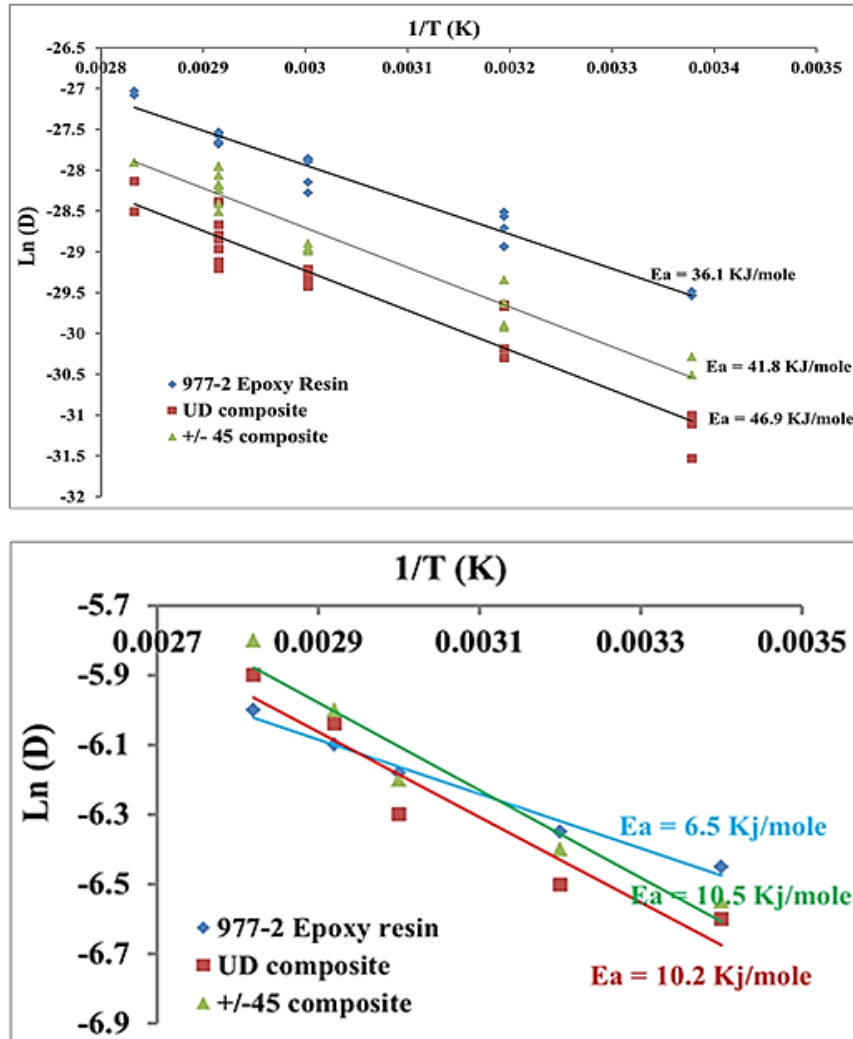 1/T (K)
-26.5
0.0028 0.0029 0.003 0.0031 0.0032 0.0033 0.0034 0.0035
-27
-27.5
-28
-28.5
-29
-29.5
-30
-30.5
-31
-31.5
-32
Ln (D)
Ea = 36.1 KJ/mole
Ea = 41.8 KJ/mole
Ea = 46.9 KJ/mole
977-2 Epoxy Resin
UD composite
+/- 45 composite
1/T (K)
-5.7
0.0027 0.0029 0.0031 0.0033 0.0035
-5.9
-6.1
-6.3
-6.5
-6.7
-6.9
Ln (D)
Ea = 6.5 Kj/mole
Ea = 10.5 Kj/mole
Ea = 10.2 Kj/mole
977-2 Epoxy resin
UD composite
+/-45 composite